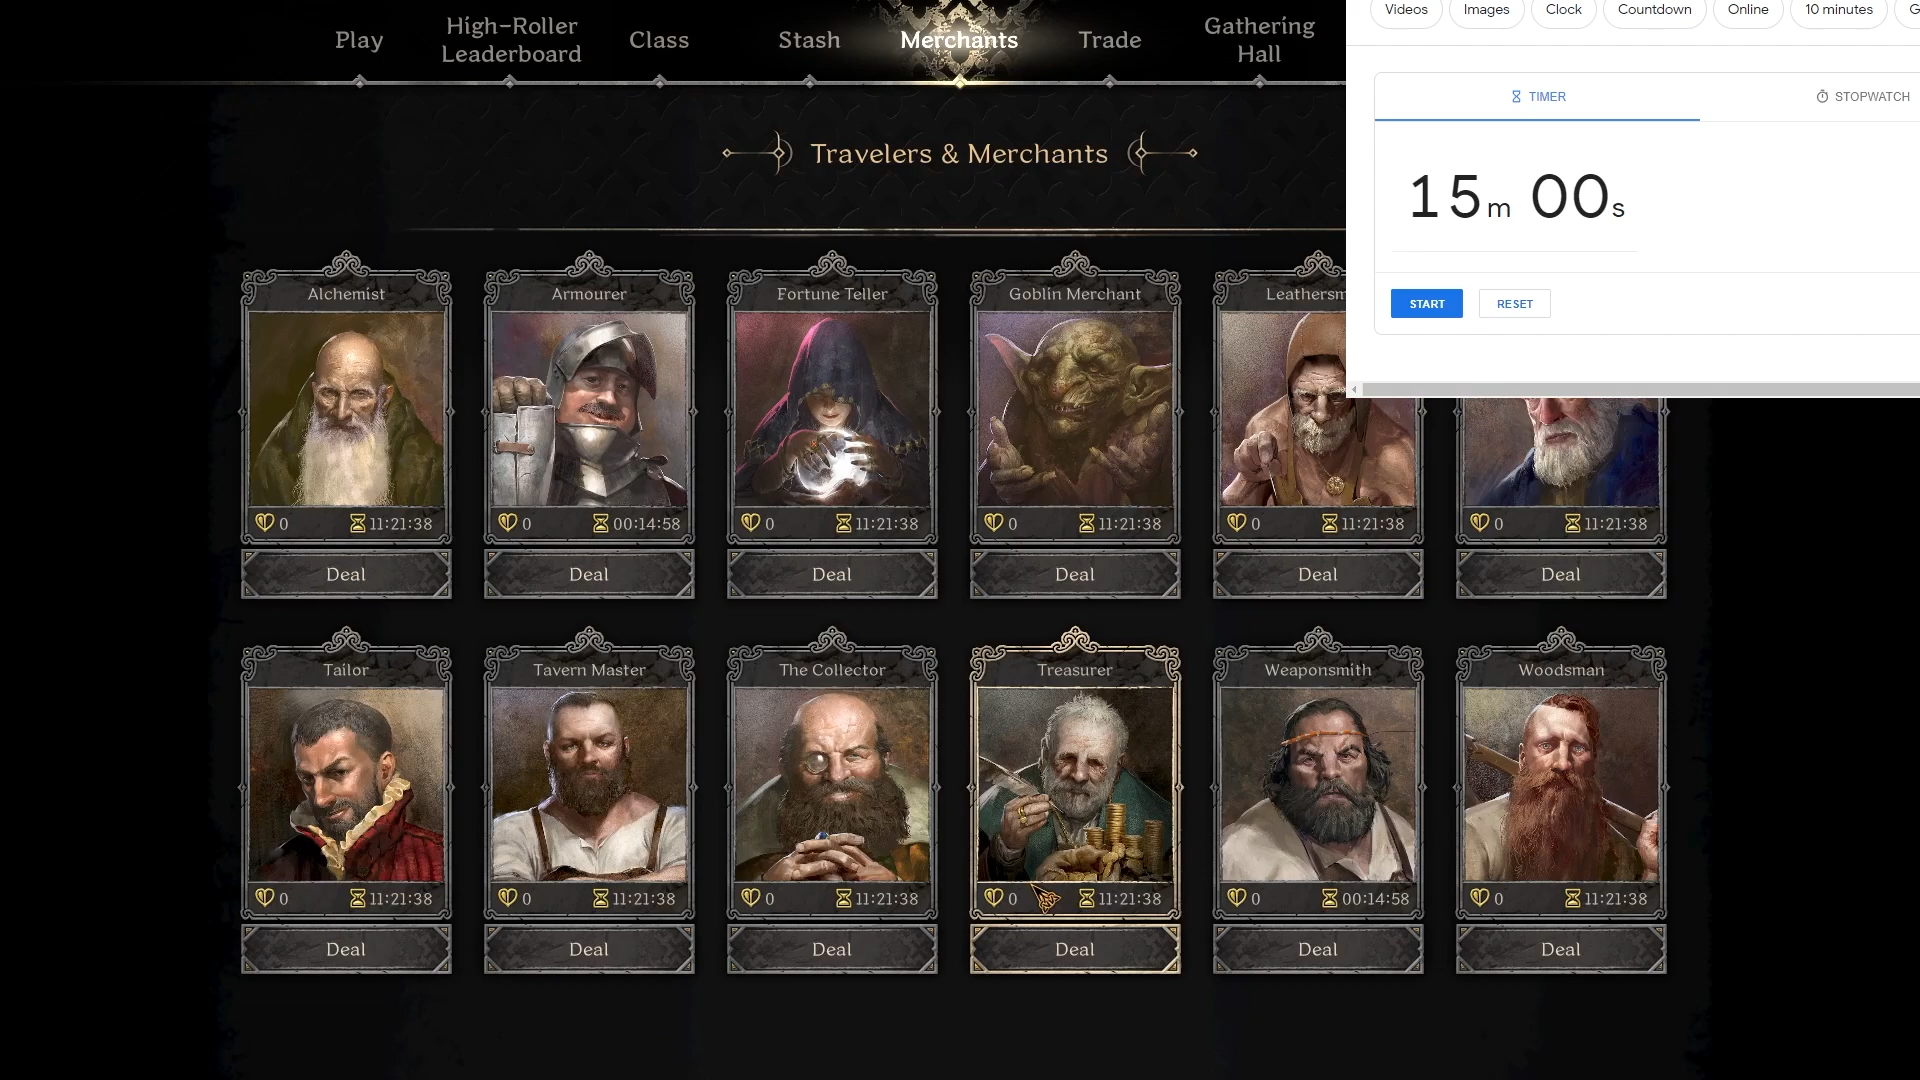 Play
High-Roller
Leaderboard
Class
Stash
Merchants
Trade
Gathering
Hall
Videos
Images
Clock
Countdown
Online
10 minutes
G
TIMER
STOPWATCH
15m 00s
START
RESET
Travelers & Merchants
Alchemist
Armourer
Fortune Teller
Goblin Merchant
Leathersm
0 11:21:38
0 00:14:58
0 11:21:38
0 11:21:38
0 11:21:38
0 11:21:38
Deal
Deal
Deal
Deal
Deal
Deal
Tailor
Tavern Master
The Collector
Treasurer
Weaponsmith
Woodsman
0 11:21:38
0 11:21:38
0 11:21:38
0 11:21:38
0 00:14:58
0 11:21:38
Deal
Deal
Deal
Deal
Deal
Deal